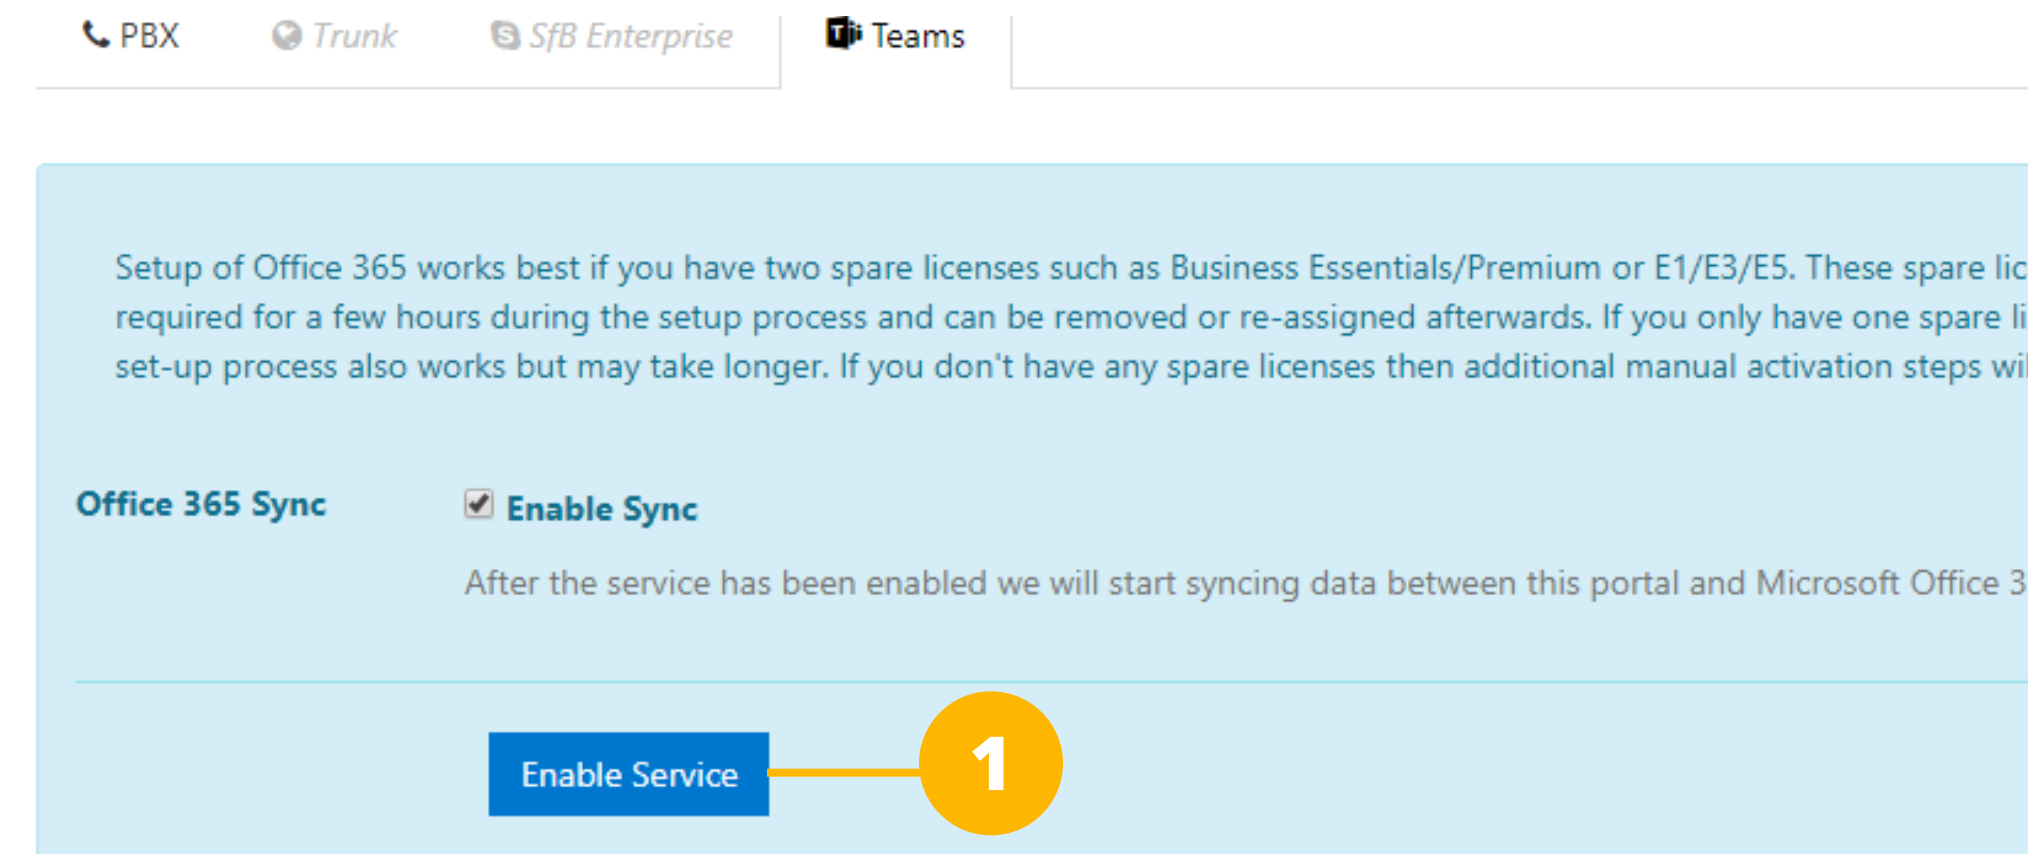 PBX Trunk SfB Enterprise Teams
Setup of Office 365 works best if you have two spare licenses such as Business Essentials/Premium or E1/E3/E5. These spare
required for a few hours during the setup process and can be removed or re-assigned afterwards. If you only have one spare
set-up process also works but may take longer. If you don't have any spare licenses then additional manual activation steps
Office 365 Sync Enable Sync
After the service has been enabled we will start syncing data between this portal and Microsoft Office
Enable Service 1